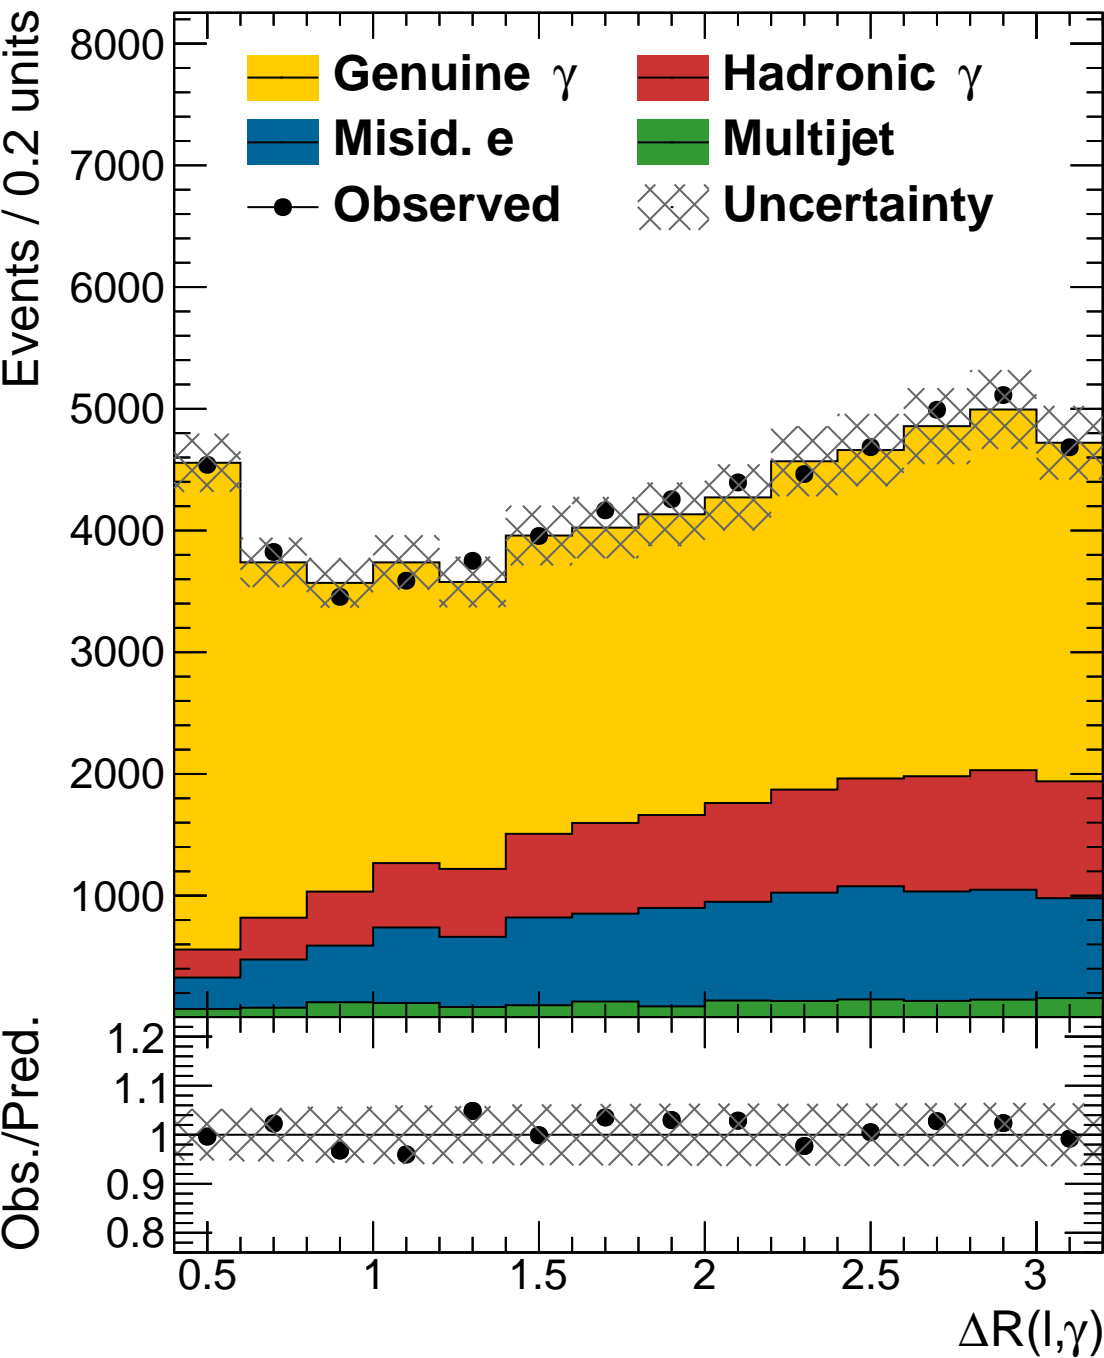 Events / 0.2 units
8000
7000
6000
5000
4000
3000
2000
1000
Genuine γ
Hadronic γ
Misid. e
Multijet
Observed
Uncertainty
Obs./Pred.
1.2
1.1
1
0.9
0.8
0.5 1 1.5 2 2.5 3
ΔR(l,γ)